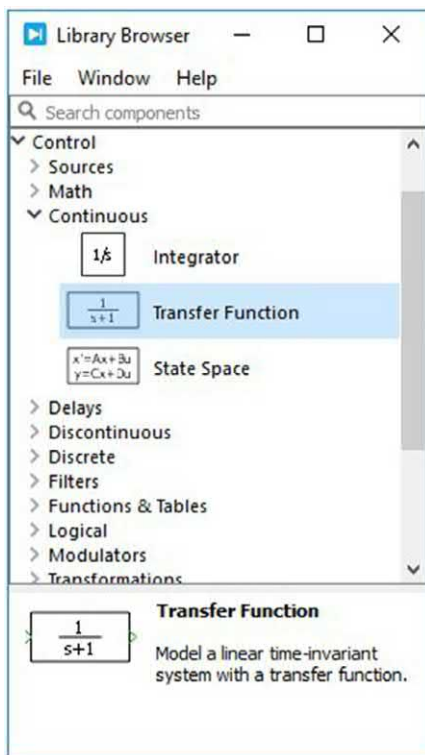 Library Browser
File Window Help
Search components
Control
Sources
Math
Continuous
1/s Integrator
1
s+1
Transfer Function
x'=Ax+Bu
y=Cx+Du
State Space
Delays
Discontinuous
Discrete
Filters
Functions & Tables
Logical
Modulators
Transformations
1
s+1
Transfer Function
Model a linear time-invariant
system with a transfer function.